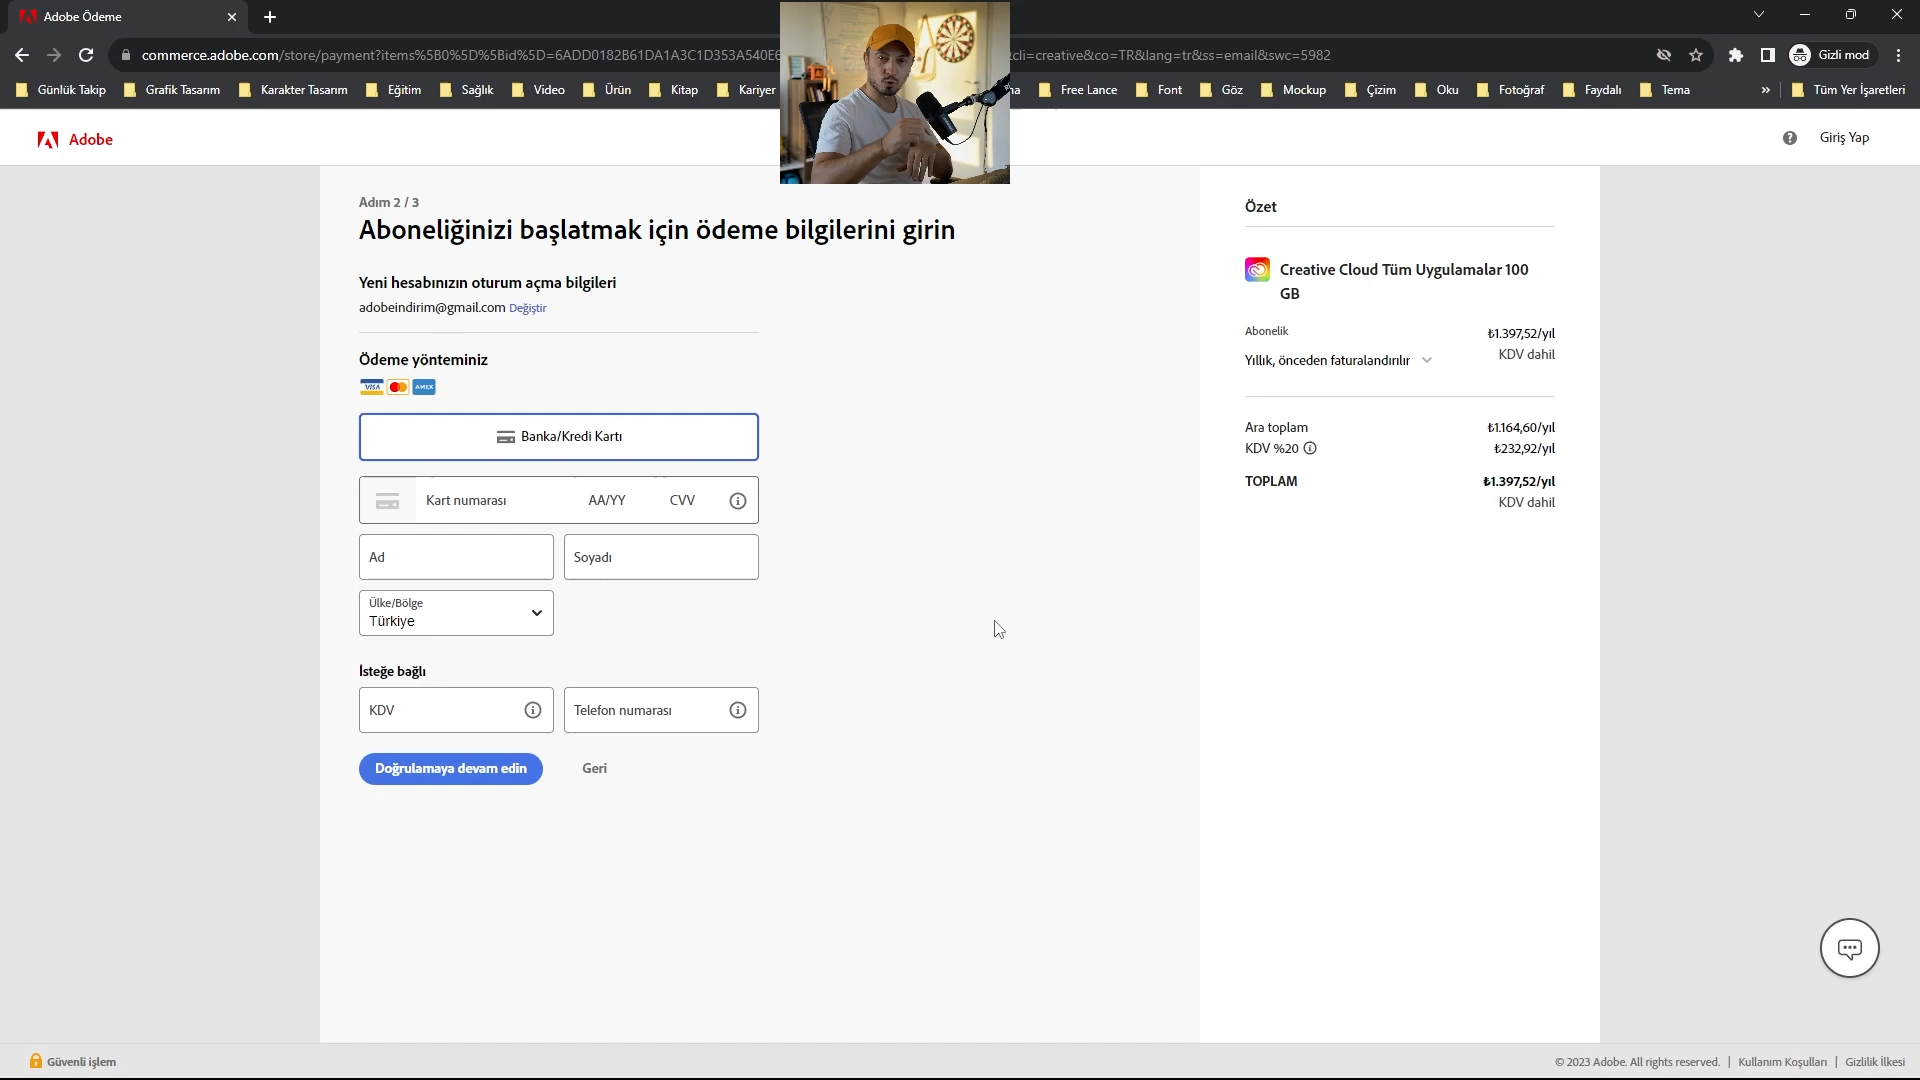 Adobe Ödeme
commerce.adobe.com/store/payment?items%5B0%5D%5Bid%5D=6ADD0182B61DA1A3C1D353A540E6
cli=creative&co=TR&lang=tr&ss=email&swc=5982
Gizli mod
Günlük Takip
Grafik Tasarım
Karakter Tasarım
Eğitim
Sağlık
Video
Ürün
Kitap
Kariyer
Free Lance
Font
Göz
Mockup
Çizim
Oku
Fotoğraf
Faydalı
Tema
»
Tüm Yer İşaretleri
Adobe
Giriş Yap
Adım 2 / 3
Aboneliğinizi başlatmak için ödeme bilgilerini girin
Yeni hesabınızın oturum açma bilgileri
adobeindirim@gmail.com Değiştir
Ödeme yönteminiz
VISA
AMEX
Banka/Kredi Kartı
Kart numarası AA/YY CVV
Ad
Soyadı
Ülke/Bölge
Türkiye
İsteğe bağlı
KDV
Telefon numarası
Doğrulamaya devam edin
Geri
Özet
Creative Cloud Tüm Uygulamalar 100
GB
Abonelik
₺1.397,52/yıl
KDV dahil
Yıllık, önceden faturalandırılır
Ara toplam ₺1.164,60/yıl
KDV %20 ₺232,92/yıl
TOPLAM ₺1.397,52/yıl
KDV dahil
Güvenli işlem
© 2023 Adobe. All rights reserved. | Kullanım Koşulları | Gizlilik İlkesi